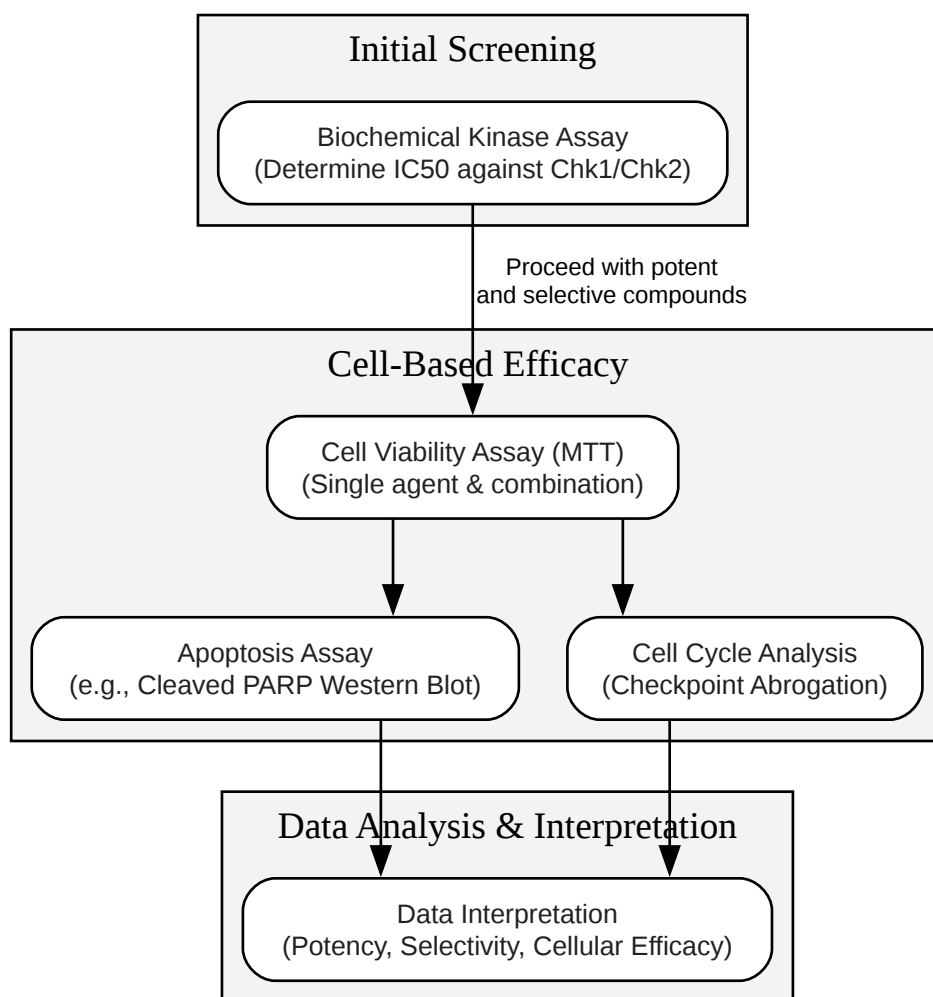 Initial Screening
Biochemical Kinase Assay
(Determine IC50 against Chk1/Chk2)
Proceed with potent
and selective compounds
Cell-Based Efficacy
Cell Viability Assay (MTT)
(Single agent & combination)
Apoptosis Assay
(e.g., Cleaved PARP Western Blot)
Cell Cycle Analysis
(Checkpoint Abrogation)
Data Analysis & Interpretation
Data Interpretation
(Potency, Selectivity, Cellular Efficacy)